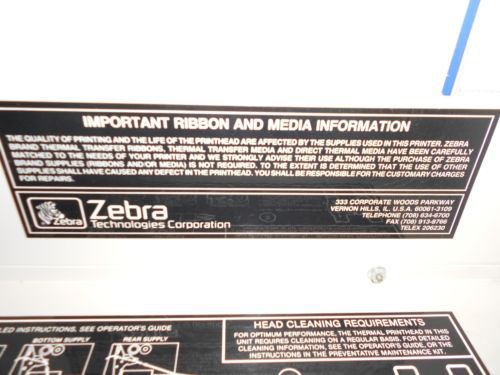 IMPORTANT RIBBON AND MEDIA INFORMATION
THE QUALITY OF PRINTING AND THE LIFE OF THE PRINTHEAD ARE AFFECTED BY THE SUPPLIES USED IN THIS PRINTER. ZEBRA
BRAND THERMAL TRANSFER RIBBONS, THERMAL TRANSFER MEDIA AND DIRECT THERMAL MEDIA HAVE BEEN CAREFULLY
MATCHED TO THE NEEDS OF YOUR PRINTER AND WE STRONGLY ADVISE THEIR USE ALTHOUGH THE PURCHASE OF ZEBRA
BRAND SUPPLIES (RIBBONS AND/OR MEDIA) IS NOT REQUIRED. TO THE EXTENT THAT IT IS DETERMINED THAT THE USE OF OTHER
SUPPLIES SHALL HAVE CAUSED ANY DEFECT IN THE PRINTHEAD, YOU SHALL BE RESPONSIBLE FOR THE CUSTOMARY CHARGES
FOR REPAIRS.
Zebra
Zebra
Technologies Corporation
333 CORPORATE WOODS PARKWAY
VERNON HILLS, IL. U.S.A. 60061-3109
TELEPHONE (708) 634-6700
FAX (708) 913-8766
TELEX 206230
LED INSTRUCTIONS, SEE OPERATOR'S GUIDE
BOTTOM SUPPLY
REAR SUPPLY
HEAD CLEANING REQUIREMENTS
FOR OPTIMUM PERFORMANCE, THE THERMAL PRINTHEAD IN THIS
UNIT REQUIRES CLEANING ON A REGULAR BASIS. FOR DETAILED
CLEANING INFORMATION, SEE THE OPERATOR'S GUIDE, OR THE
INSTRUCTIONS IN THE PREVENTATIVE MAINTENANCE KIT.